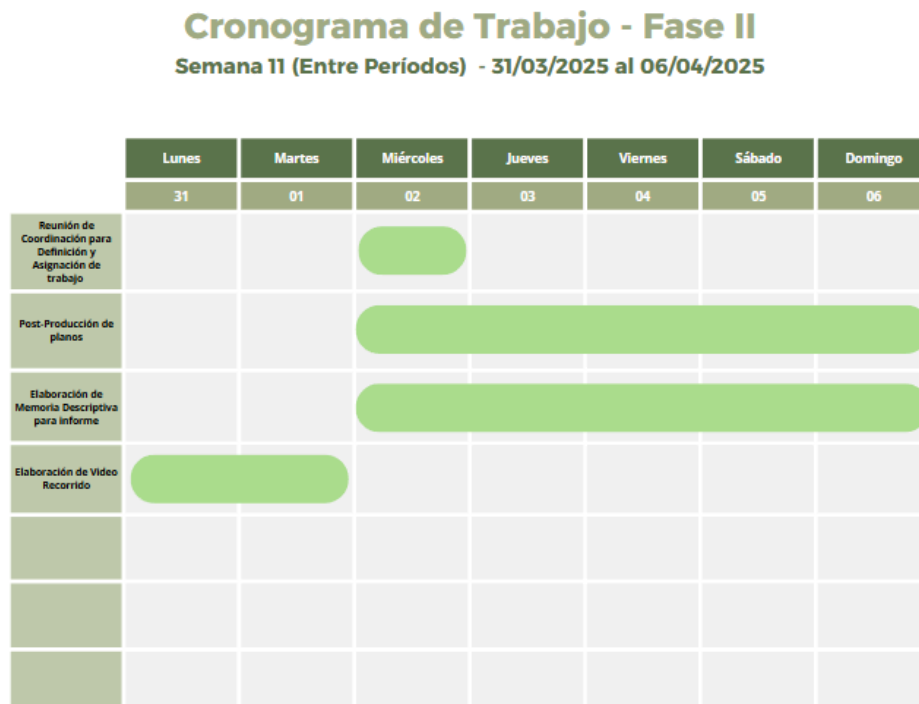 Cronograma de Trabajo - Fase II
Semana 11 (Entre Períodos) - 31/03/2025 al 06/04/2025
Lunes Martes Miércoles Jueves Viernes Sábado Domingo
31 01 02 03 04 05 06
Reunión de
Coordinación para
Definición y
Asignación de
trabajo
Post-Producción de
planos
Elaboración de
Memoria Descriptiva
para informe
Elaboración de Video
Recorrido